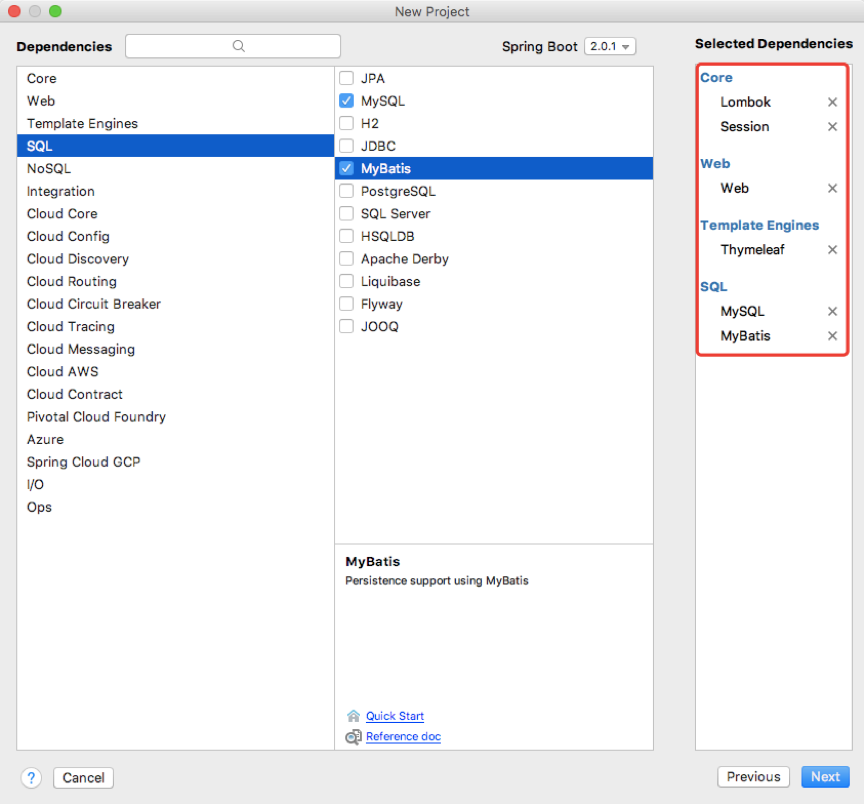 New Project
Dependencies
Spring Boot 2.0.1
Selected Dependencies
Core
Web
Template Engines
SQL
NoSQL
Integration
Cloud Core
Cloud Config
Cloud Discovery
Cloud Routing
Cloud Circuit Breaker
Cloud Tracing
Cloud Messaging
Cloud AWS
Cloud Contract
Pivotal Cloud Foundry
Azure
Spring Cloud GCP
I/O
Ops
JPA
MySQL
H2
JDBC
MyBatis
PostgreSQL
SQL Server
HSQLDB
Apache Derby
Liquibase
Flyway
JOOQ
MyBatis
Persistence support using MyBatis
Quick Start
Reference doc
Core
Lombok
Session
Web
Web
Template Engines
Thymeleaf
SQL
MySQL
MyBatis
?
Cancel
Previous
Next